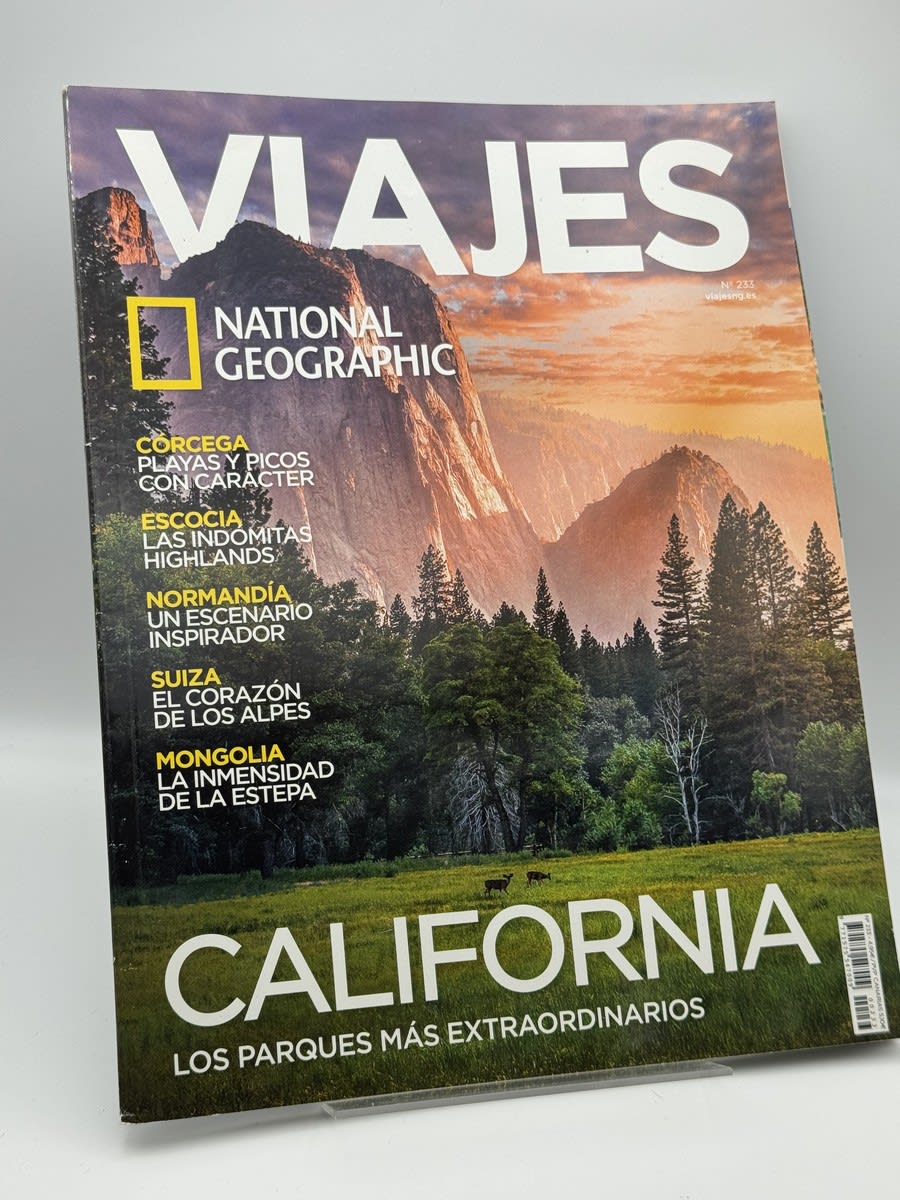 VIAJES
Nº 233
viajesng.es
NATIONAL
GEOGRAPHIC
CÓRCEGA
PLAYAS Y PICOS
CON CARÁCTER
ESCOCIA
LAS INDÓMITAS
HIGHLANDS
NORMANDÍA
UN ESCENARIO
INSPIRADOR
SUIZA
EL CORAZÓN
DE LOS ALPES
MONGOLIA
LA INMENSIDAD
DE LA ESTEPA
CALIFORNIA
LOS PARQUES MÁS EXTRAORDINARIOS
00233